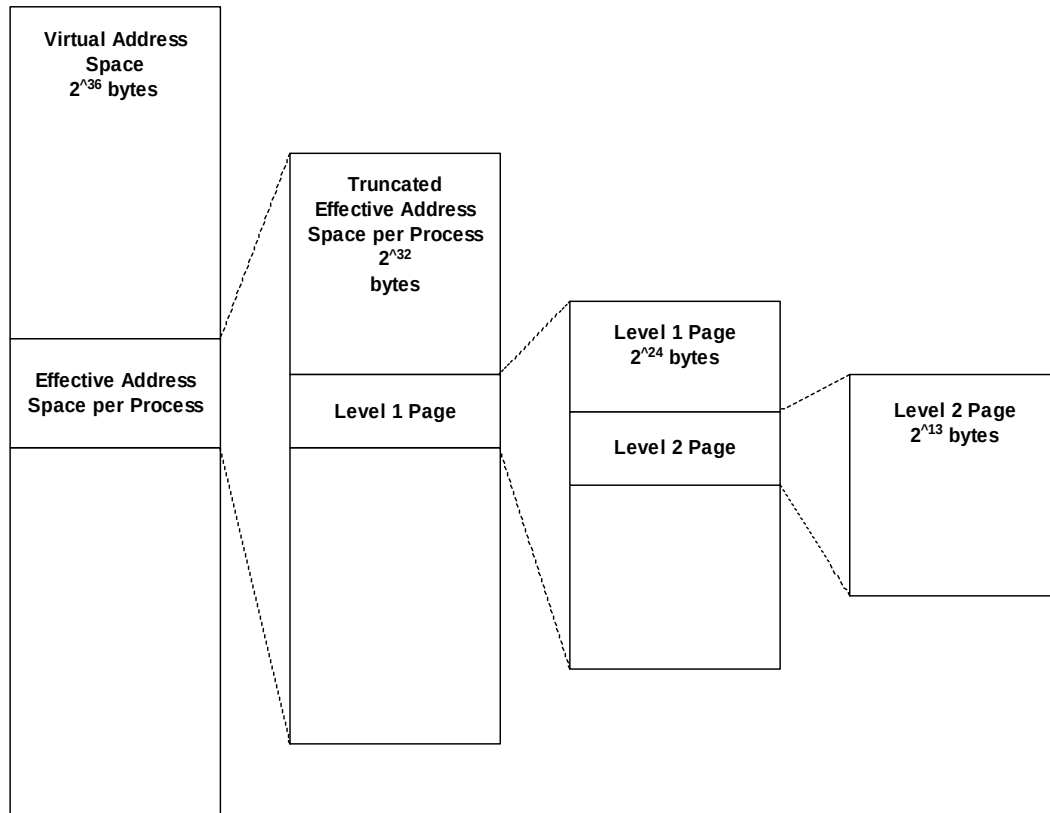 Virtual Address
Space
2^36 bytes
Effective Address
Space per Process
Truncated
Effective Address
Space per Process
2^32
bytes
Level 1 Page
Level 1 Page
2^24 bytes
Level 2 Page
Level 2 Page
2^13 bytes